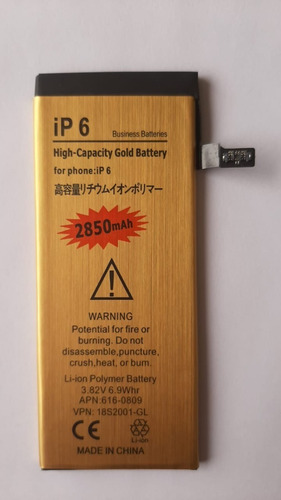 iP 6
Business Batteries
High-Capacity Gold Battery
for phone:iP 6
高容量リチウムイオンポリマー
2850mAh
WARNING
Potential for fire or
burning. Do not
disassemble,puncture,
crush,heat, or burn.
Li-ion Polymer Battery
3.82V 6.9Whr
APN:616-0809
VPN: 18S2001-GL
CE
Li-ion
MADE IN CHINA